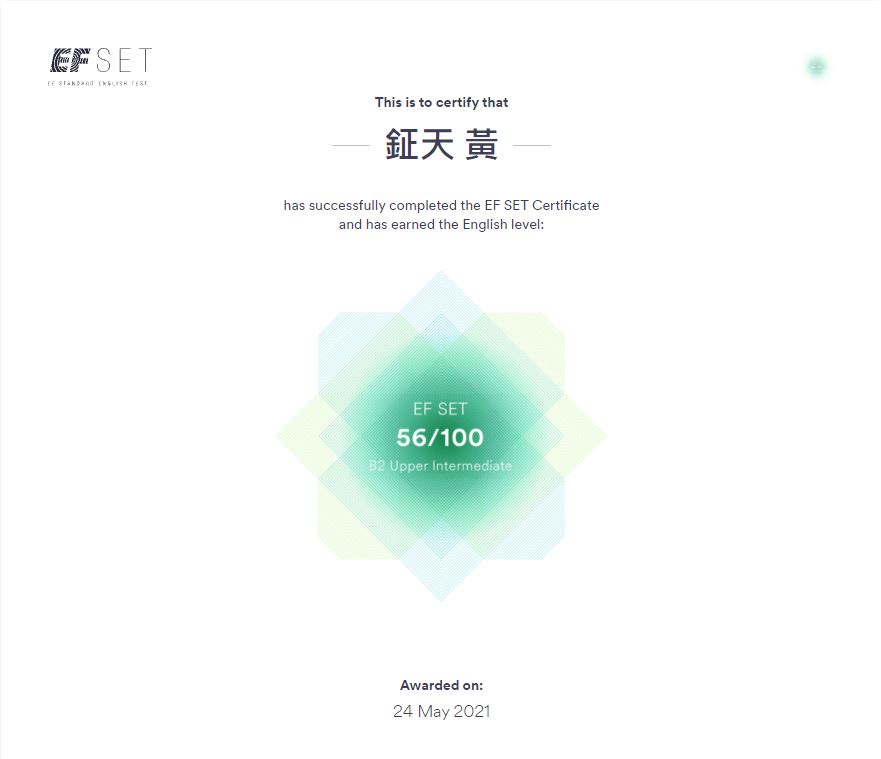 EF SET
EF STANDARD ENGLISH TEST
This is to certify that
鉦天 黃
has successfully completed the EF SET Certificate
and has earned the English level:
EF SET
56/100
B2 Upper Intermediate
Awarded on:
24 May 2021